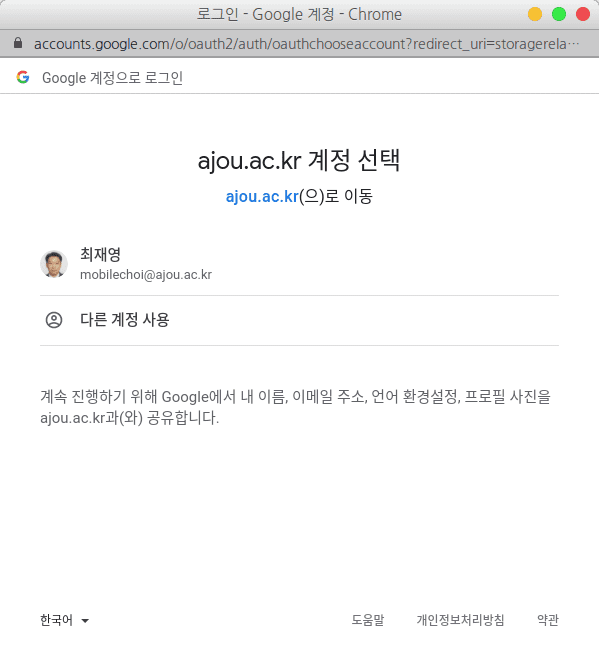 로그인 - Google 계정 - Chrome
accounts.google.com/o/oauth2/auth/oauthchooseaccount?redirect_uri=storagerela...
Google 계정으로 로그인
ajou.ac.kr 계정 선택
ajou.ac.kr(으)로 이동
최재영
mobilechoi@ajou.ac.kr
다른 계정 사용
계속 진행하기 위해 Google에서 내 이름, 이메일 주소, 언어 환경설정, 프로필 사진을
ajou.ac.kr과(와) 공유합니다.
한국어 도움말 개인정보처리방침 약관